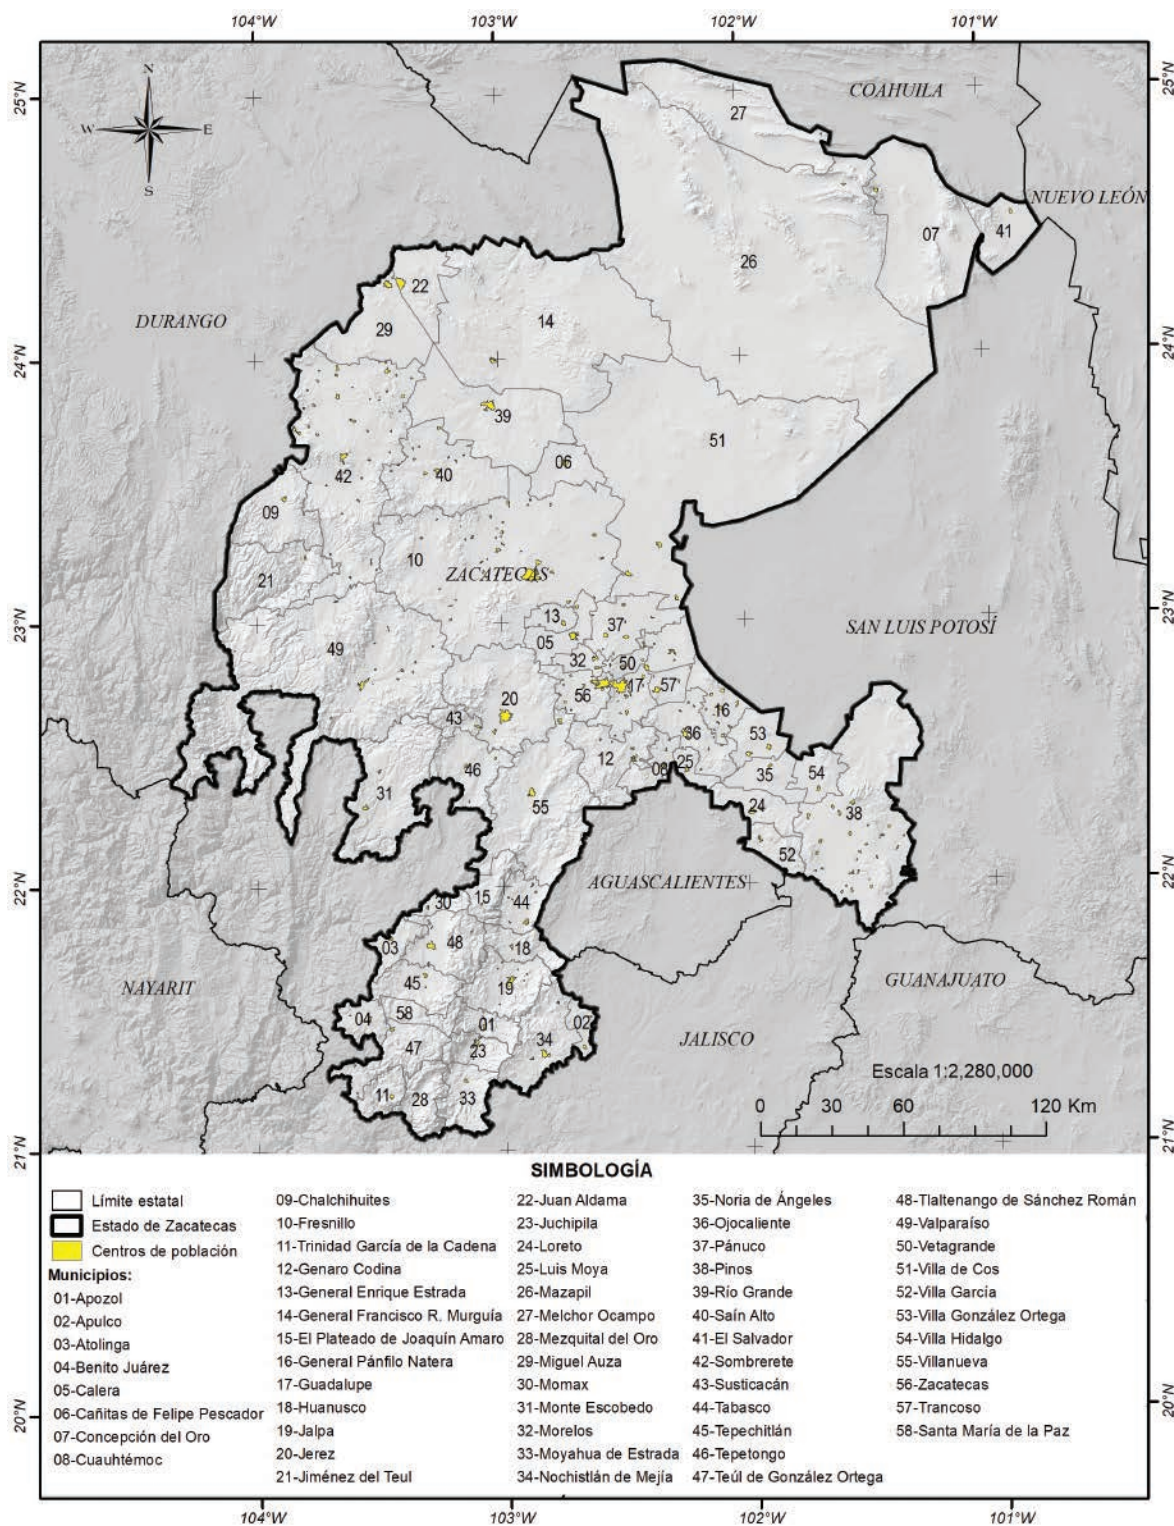 104°W 103°W 102°W 101°W
25°N
25°N
24°N
24°N
23°N
23°N
22°N
22°N
21°N
21°N
20°N
20°N
N
W E
S
COAHUILA
NUEVO LEÓN
DURANGO
ZACATECAS
SAN LUIS POTOSÍ
AGUASCALIENTES
NAYARIT
GUANAJUATO
JALISCO
27
41
07
26
22
29
14
39
51
06
40
42
09
10
21
13
37
05
49
32
50
17
57
56
20
16
43
36
53
12
25
08
46
35
54
31
55
24
38
52
15
30
44
03
48
18
45
19
58
04
01
02
34
47
23
11
28
33
Escala 1:2,280,000
0 30 60 120 Km
SIMBOLOGÍA
Límite estatal
Estado de Zacatecas
Centros de población
Municipios:
01-Apozol
02-Apulco
03-Atolinga
04-Benito Juárez
05-Calera
06-Cañitas de Felipe Pescador
07-Concepción del Oro
08-Cuauhtémoc
09-Chalchihuites
10-Fresnillo
11-Trinidad García de la Cadena
12-Genaro Codina
13-General Enrique Estrada
14-General Francisco R. Murguía
15-El Plateado de Joaquín Amaro
16-General Pánfilo Natera
17-Guadalupe
18-Huanusco
19-Jalpa
20-Jerez
21-Jiménez del Teul
22-Juan Aldama
23-Juchipila
24-Loreto
25-Luis Moya
26-Mazapil
27-Melchor Ocampo
28-Mezquital del Oro
29-Miguel Auza
30-Momax
31-Monte Escobedo
32-Morelos
33-Moyahua de Estrada
34-Nochistlán de Mejía
35-Noria de Ángeles
36-Ojocaliente
37-Pánuco
38-Pinos
39-Río Grande
40-Saín Alto
41-El Salvador
42-Sombrerete
43-Susticacán
44-Tabasco
45-Tepechitlán
46-Tepetongo
47-Teúl de González Ortega
48-Tlaltenango de Sánchez Román
49-Valparaíso
50-Vetagrande
51-Villa de Cos
52-Villa García
53-Villa González Ortega
54-Villa Hidalgo
55-Villanueva
56-Zacatecas
57-Trancoso
58-Santa María de la Paz
104°W 103°W 102°W 101°W